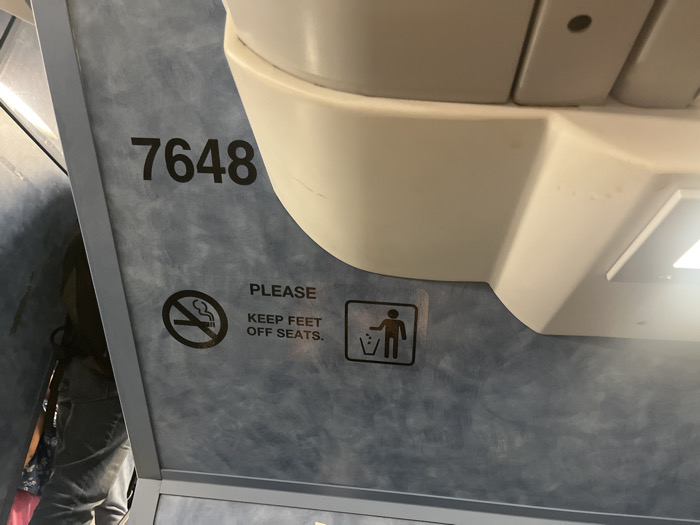 7648
PLEASE
KEEP FEET
OFF SEATS.